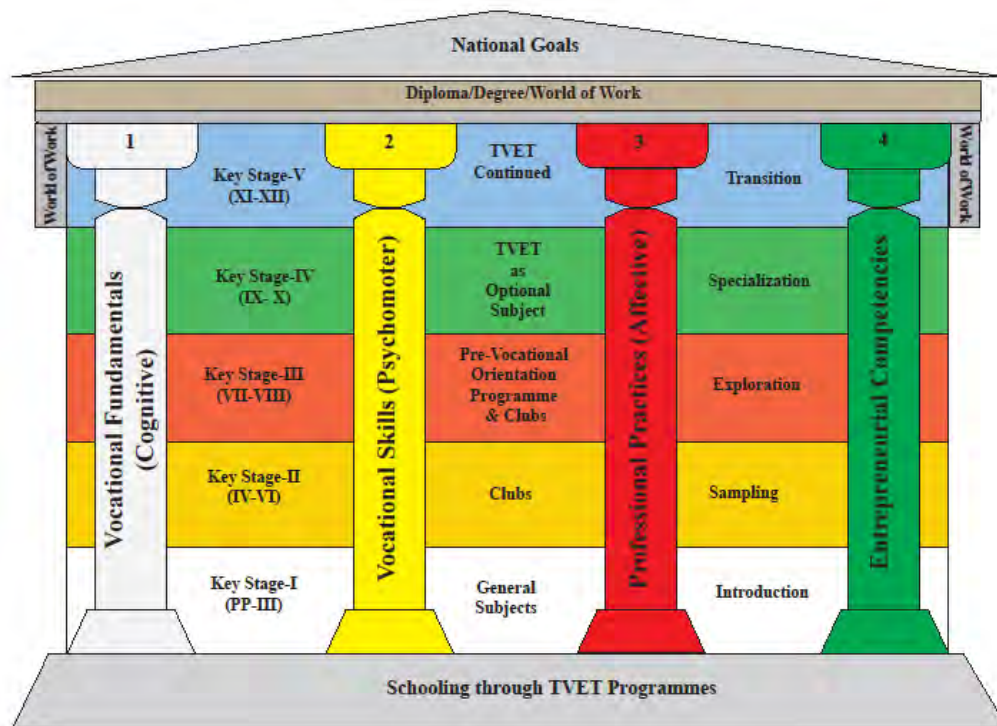 National Goals
Diploma/Degree/World of Work
World of Work
1
2
3
4
World of Work
Key Stage-V
(XI-XII)
TVET
Continued
Transition
Key Stage-IV
(IX- X)
TVET
as
Optional
Subject
Specialization
Key Stage-III
(VII-VIII)
Pre-Vocational
Orientation
Programme
& Clubs
Exploration
Key Stage-II
(IV-VI)
Clubs
Sampling
Key Stage-I
(PP-III)
General
Subjects
Introduction
Vocational Fundamentals
(Cognitive)
Vocational Skills (Psychomoter)
Professional Practices (Affective)
Entrepreneurial Competencies
Schooling through TVET Programmes